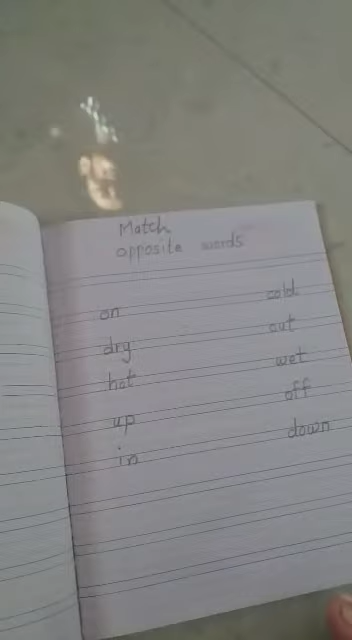 Match
opposite words
on cold
dry out
hot wet
up off
in down